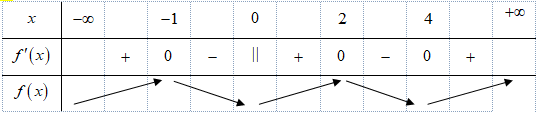 x −∞ −1 0 2 4 +∞
f′(x) + 0 − || + 0 − 0 +
f(x)